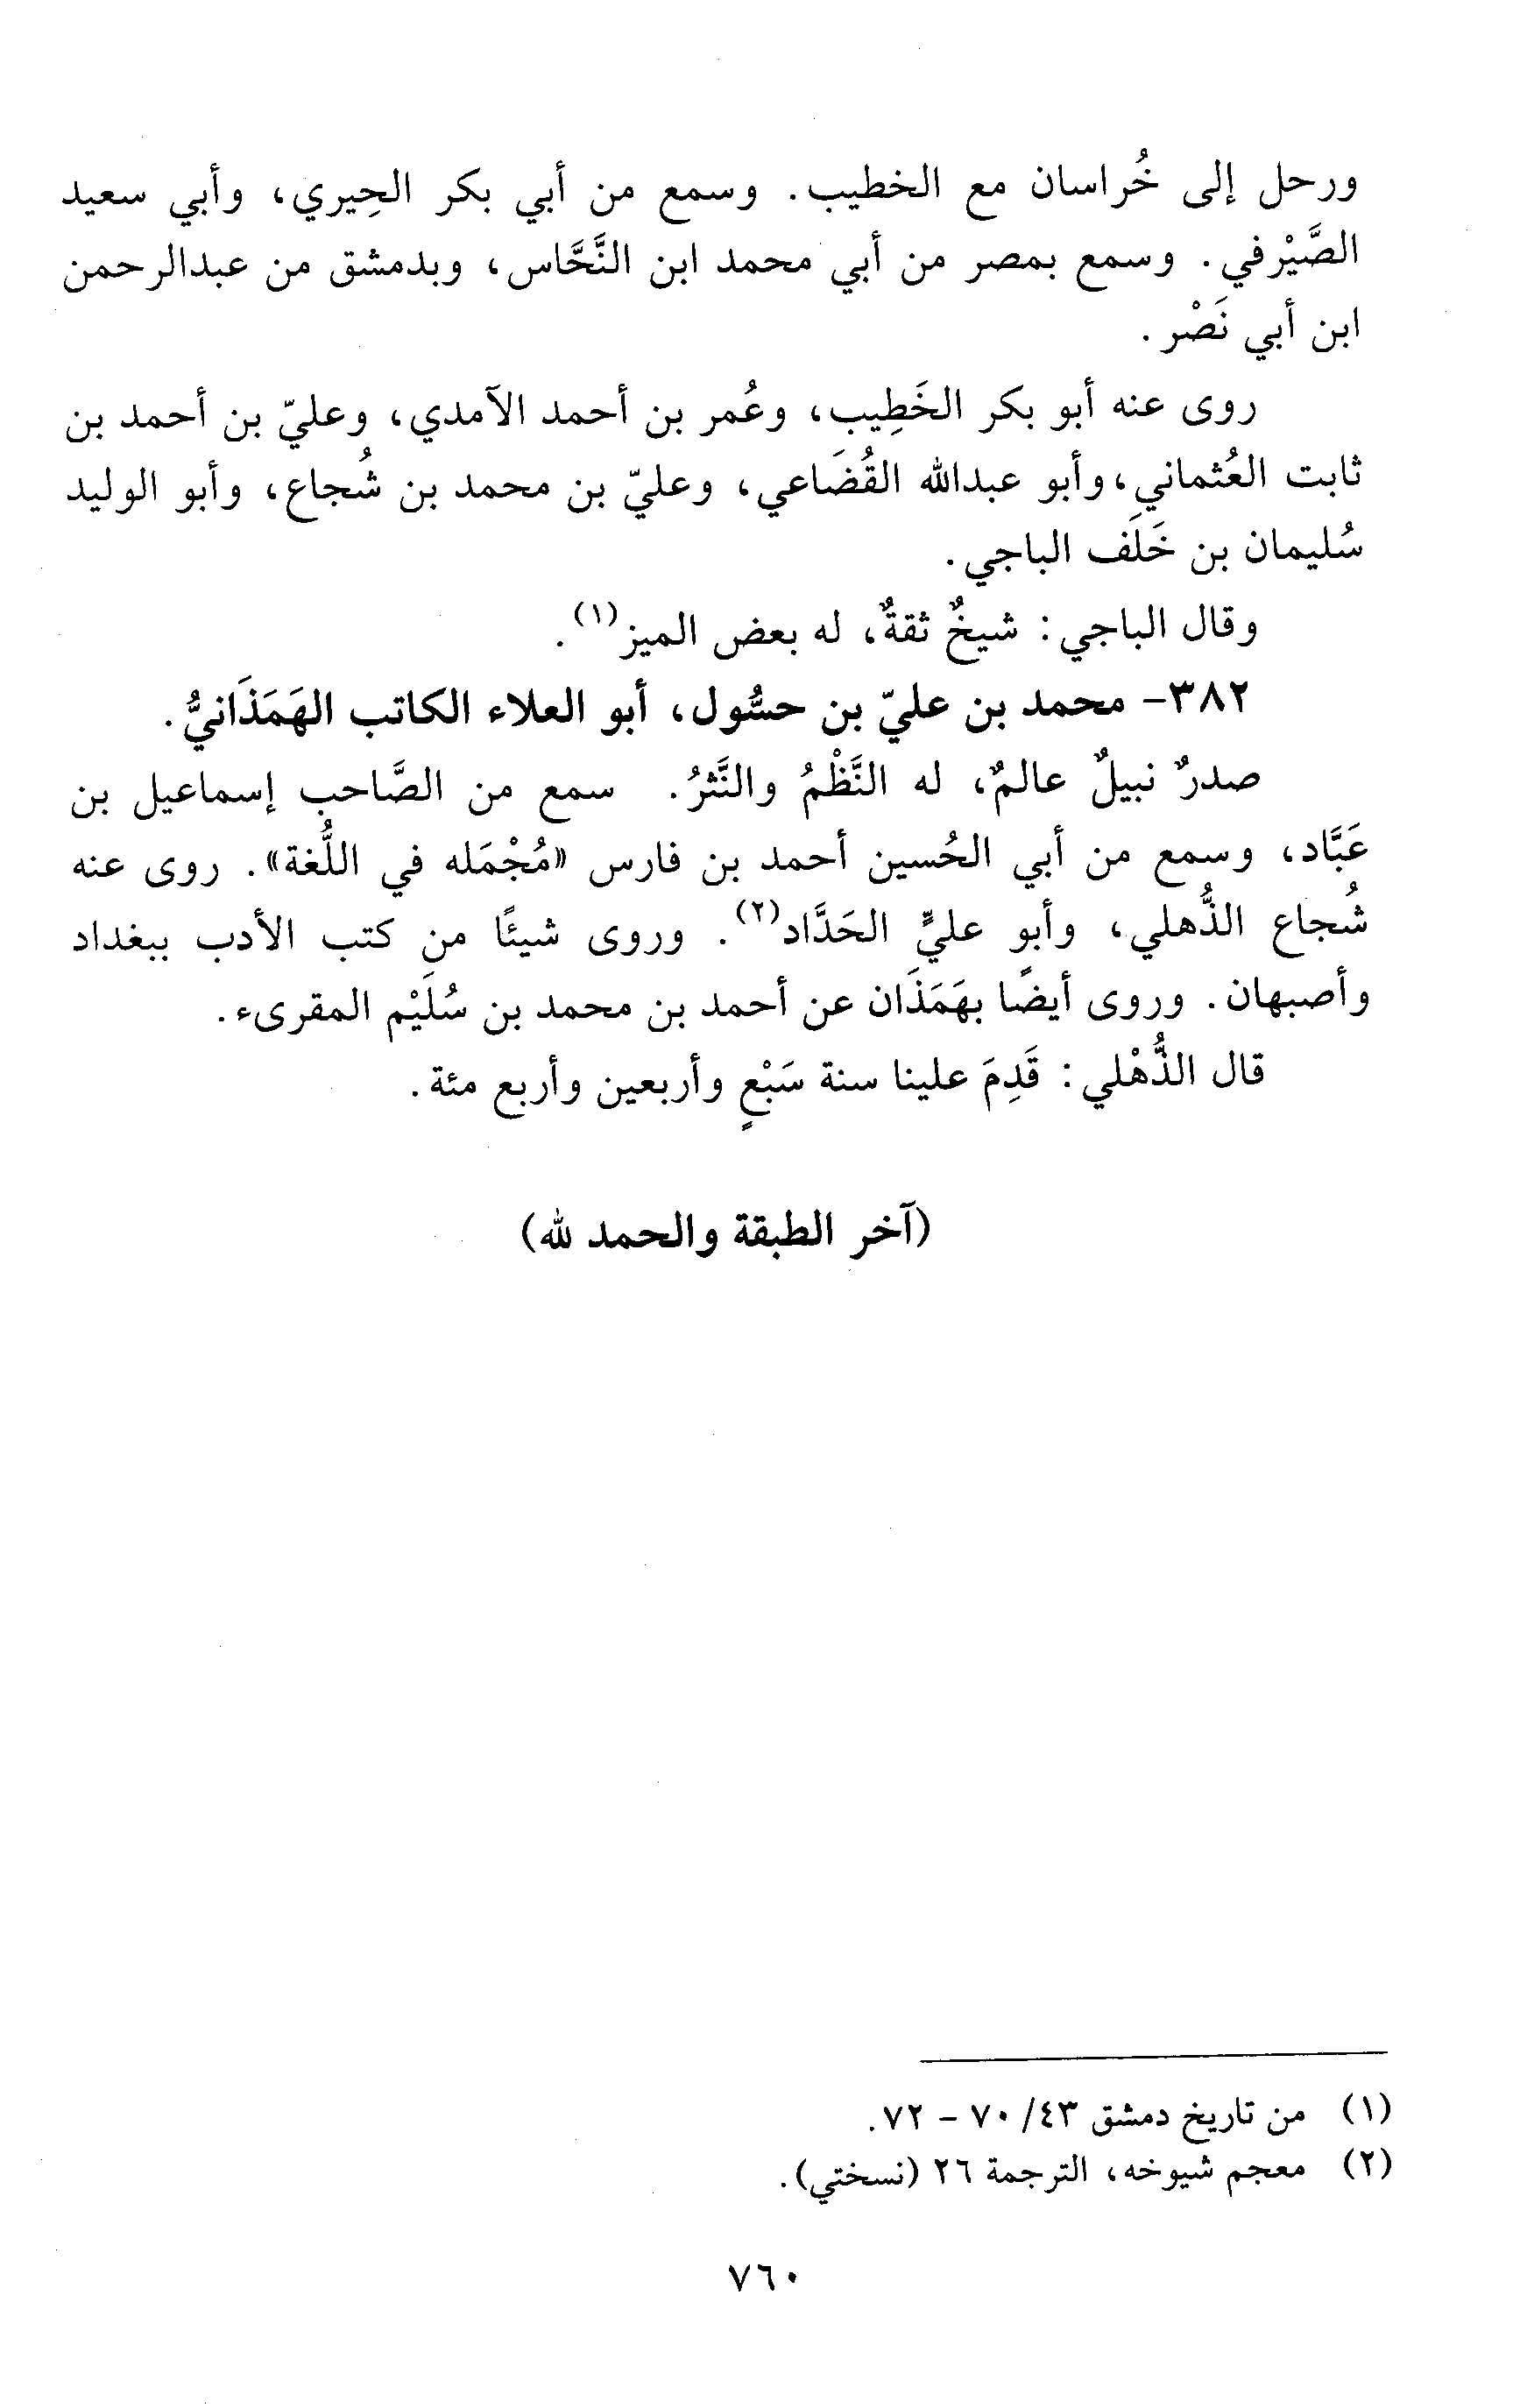 ورحل إلى خُراسان مع الخطيب. وسمع من أبي بكر الحِيري، وأبي سعيد
الصَّيْرفي. وسمع بمصر من أبي محمد ابن النَّحَّاس، وبدمشق من عبدالرحمن
ابن أبي نَصْر.
روى عنه أبو بكر الخَطِيب، وعُمر بن أحمد الآمدي، وعليّ بن أحمد بن
ثابت العُثماني، وأبو عبدالله القُضَاعي، وعليّ بن محمد بن شُجاع، وأبو الوليد
سُليمان بن خَلَف الباجي.
وقال الباجي: شيخٌ ثقةٌ، له بعض الميز(١).
٣٨٢- محمد بن عليّ بن حسُّول، أبو العلاء الكاتب الهَمَذَانيُّ.
صدرٌ نبيلٌ عالمٌ، له النَّظْمُ والنَّثرُ. سمع من الصَّاحب إسماعيل بن
عَبَّاد، وسمع من أبي الحُسين أحمد بن فارس «مُجْمَله في اللُّغة». روى عنه
شُجاع الذُّهلي، وأبو عليٍّ الحَدَّاد(٢). وروى شيئًا من كتب الأدب ببغداد
وأصبهان. وروى أيضًا بهَمَذَان عن أحمد بن محمد بن سُلَيْم المقرىء.
قال الذُّهْلي: قَدِمَ علينا سنة سَبْعٍ وأربعين وأربع مئة.
(آخر الطبقة والحمد لله)
(١) من تاريخ دمشق ٤٣/ ٧٠ - ٧٢.
(٢) معجم شيوخه، الترجمة ٢٦ (نسختي).
٧٦٠